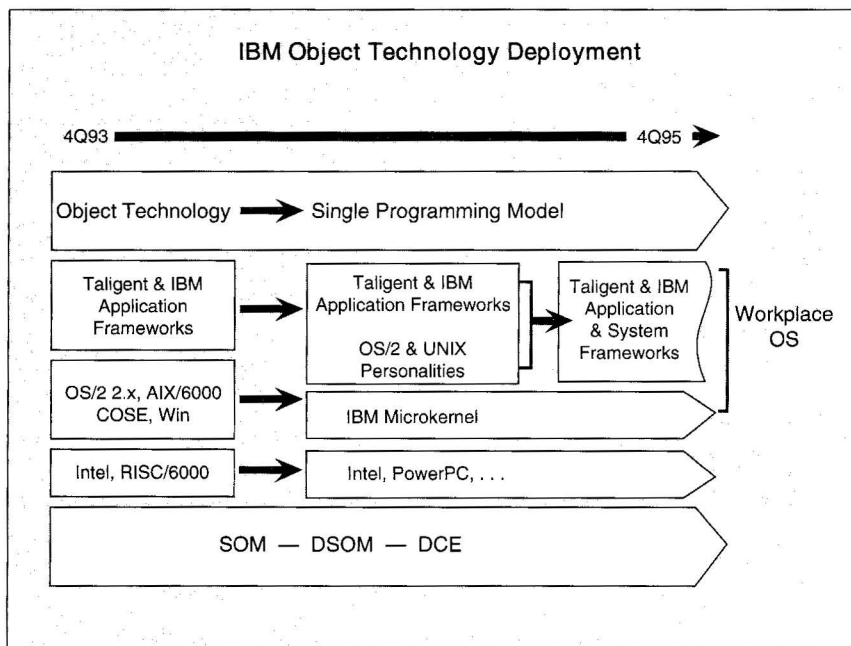 IBM Object Technology Deployment
4Q93
4Q95
Object Technology
Single Programming Model
Taligent & IBM
Application
Frameworks
Taligent & IBM
Application Frameworks
OS/2 & UNIX
Personalities
Taligent & IBM
Application
& System
Frameworks
Workplace
OS
OS/2 2.x, AIX/6000
COSE, Win
IBM Microkernel
Intel, RISC/6000
Intel, PowerPC, . . .
SOM — DSOM — DCE